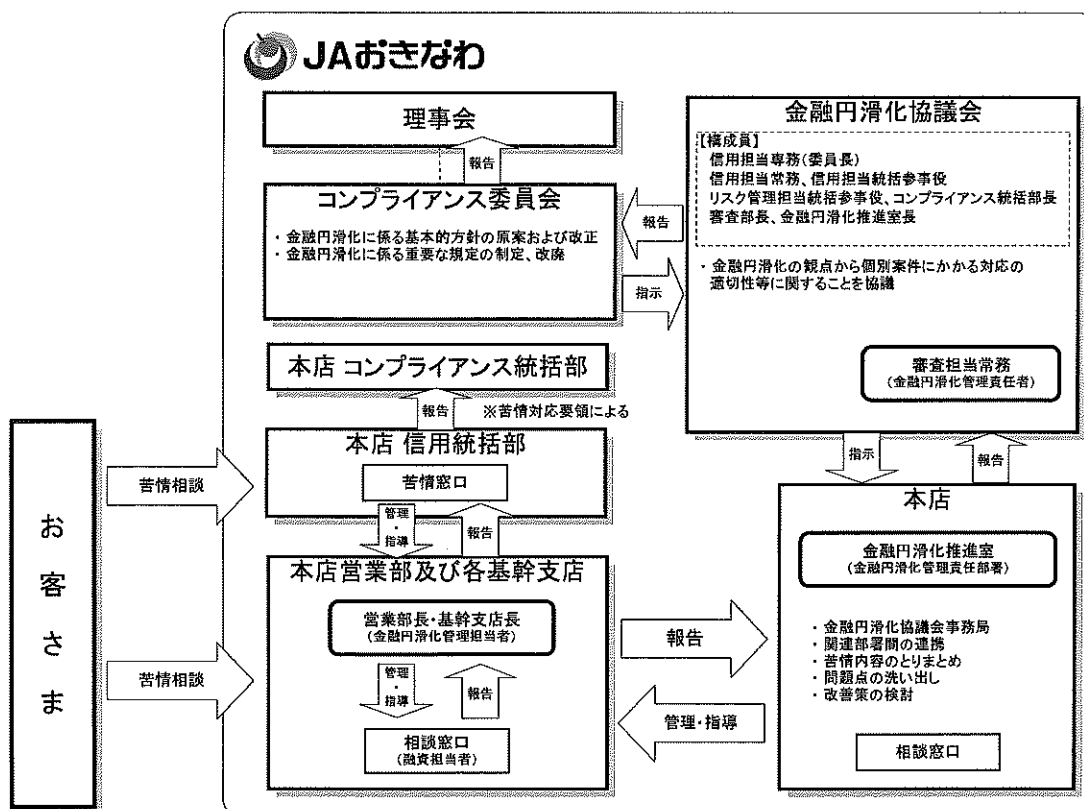 JAおきなわ
理事会
報告
コンプライアンス委員会
・金融円滑化に係る基本的方針の原案および改正
・金融円滑化に係る重要な規定の制定、改廃
報告
指示
金融円滑化協議会
【構成員】
信用担当専務(委員長)
信用担当常務、信用担当統括参事役
リスク管理担当統括参事役、コンプライアンス統括部長
審査部長、金融円滑化推進室長
・金融円滑化の観点から個別案件にかかる対応の
適切性等に関することを協議
審査担当常務
(金融円滑化管理責任者)
本店 コンプライアンス統括部
報告
※苦情対応要領による
本店 信用統括部
苦情窓口
管理・指導
報告
指示
報告
お客さま
苦情相談
苦情相談
本店営業部及び各基幹支店
営業部長・基幹支店長
(金融円滑化管理担当者)
管理・指導
報告
相談窓口
(融資担当者)
報告
管理・指導
本店
金融円滑化推進室
(金融円滑化管理責任部署)
・金融円滑化協議会事務局
・関連部署間の連携
・苦情内容のとりまとめ
・問題点の洗い出し
・改善策の検討
相談窓口